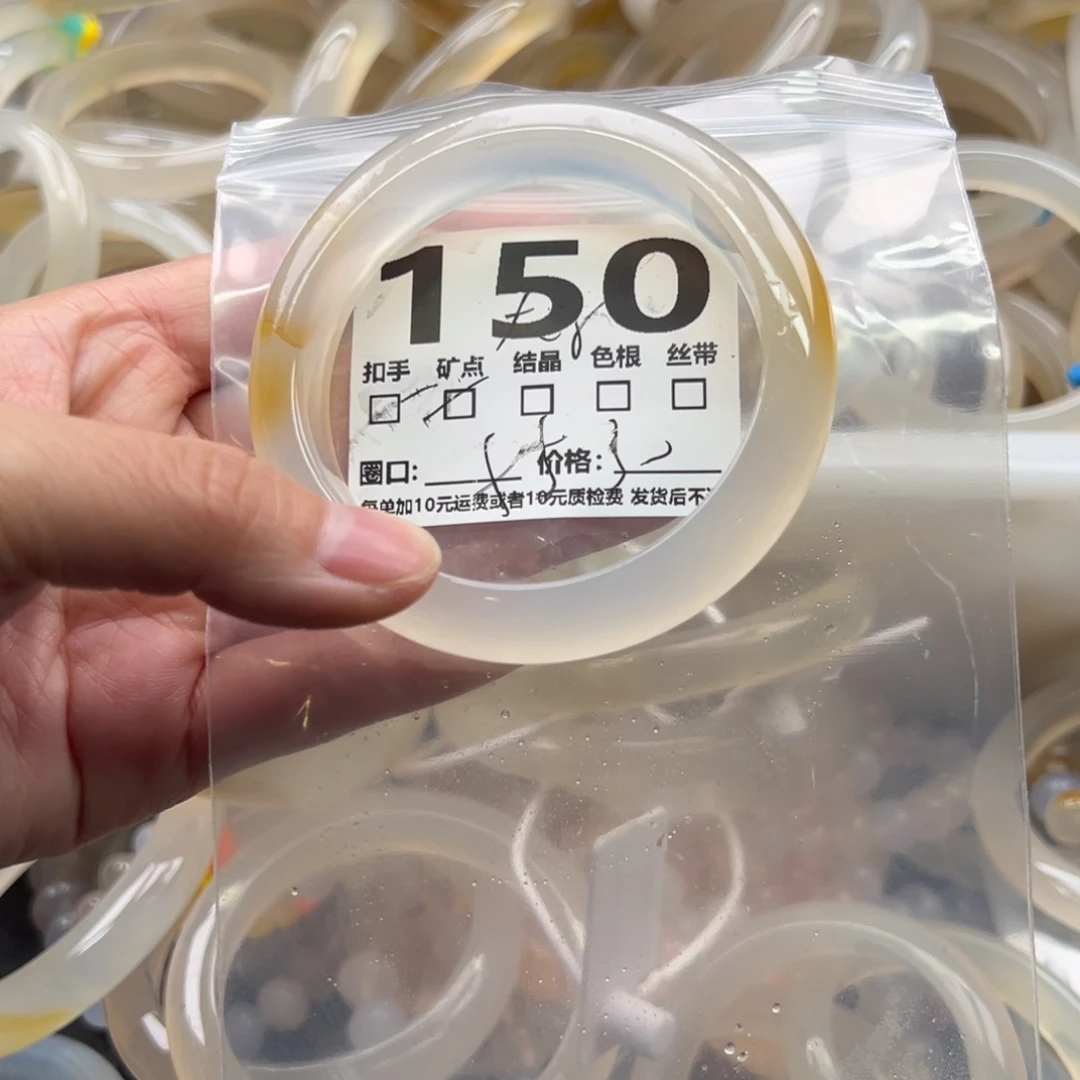 150
扣手 矿点 结晶 色根 丝带
圈口: 价格:
每单加10元运费或者10元质检费 发货后不